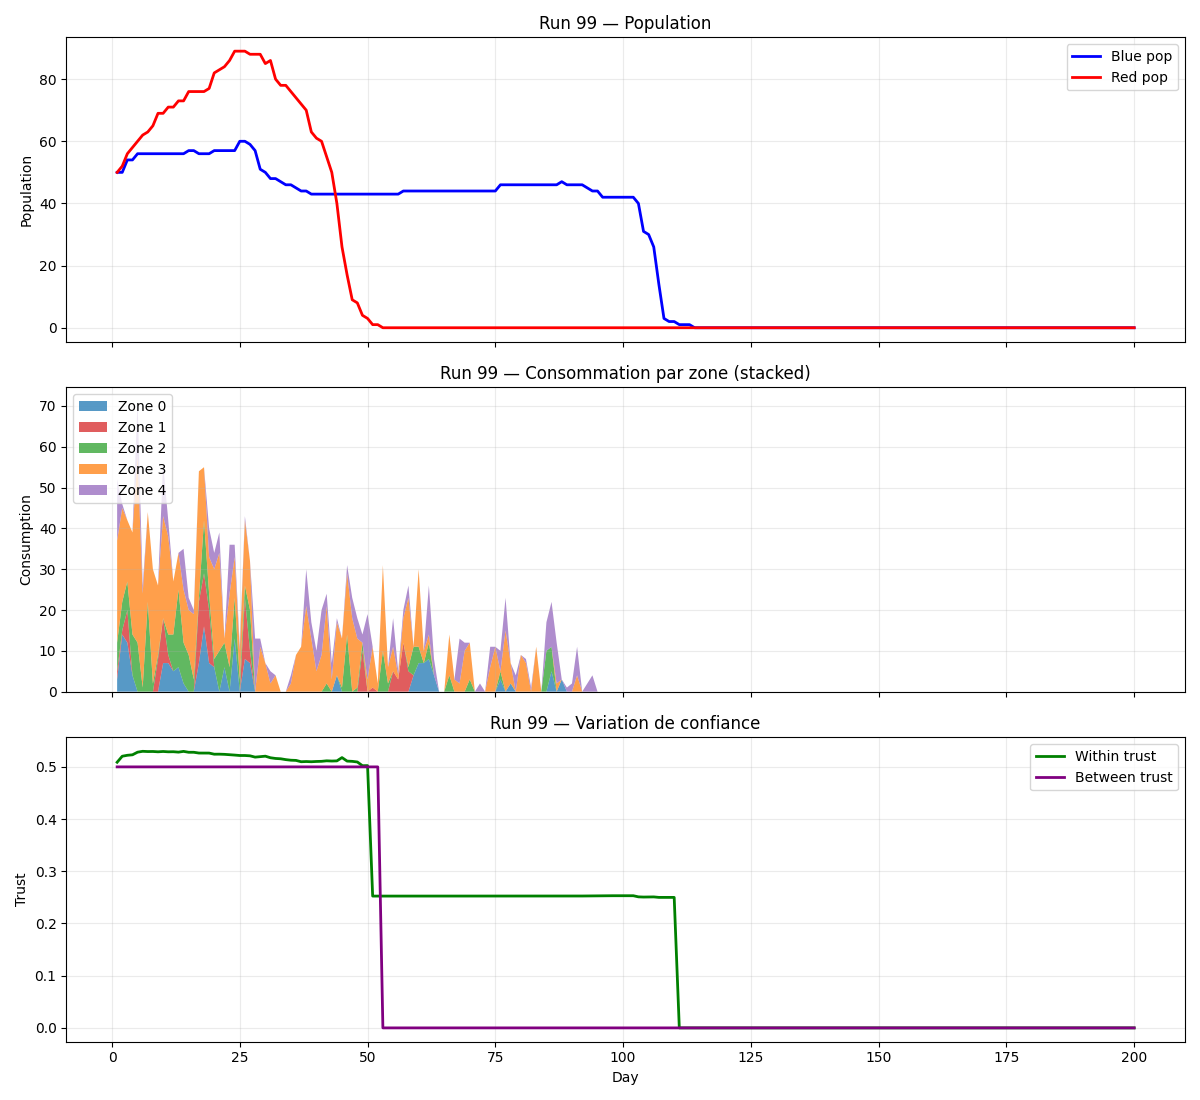 Run 99 — Population
Population
80
60
40
20
0
Blue pop
Red pop
Run 99 — Consommation par zone (stacked)
Consumption
70
60
50
40
30
20
10
0
Zone 0
Zone 1
Zone 2
Zone 3
Zone 4
Run 99 — Variation de confiance
Trust
0.5
0.4
0.3
0.2
0.1
0.0
Within trust
Between trust
0 25 50 75 100 125 150 175 200
Day